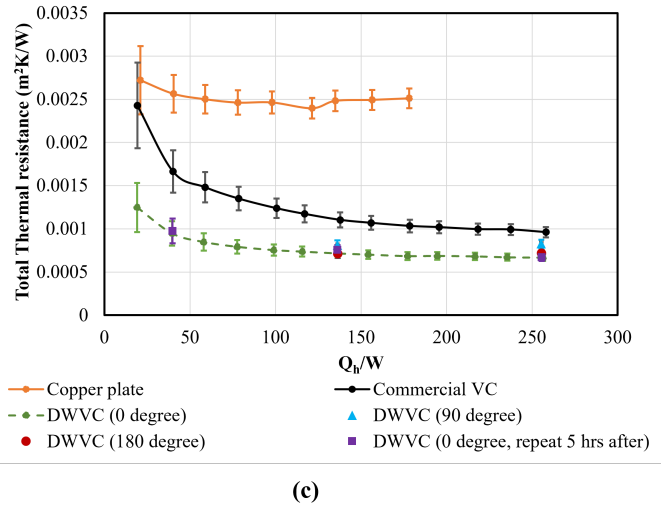 Total Thermal resistance (m²K/W)
0.0035
0.003
0.0025
0.002
0.0015
0.001
0.0005
0
0 50 100 150 200 250 300
Qh/W
Copper plate
Commercial VC
DWVC (0 degree)
DWVC (90 degree)
DWVC (180 degree)
DWVC (0 degree, repeat 5 hrs after)
(c)